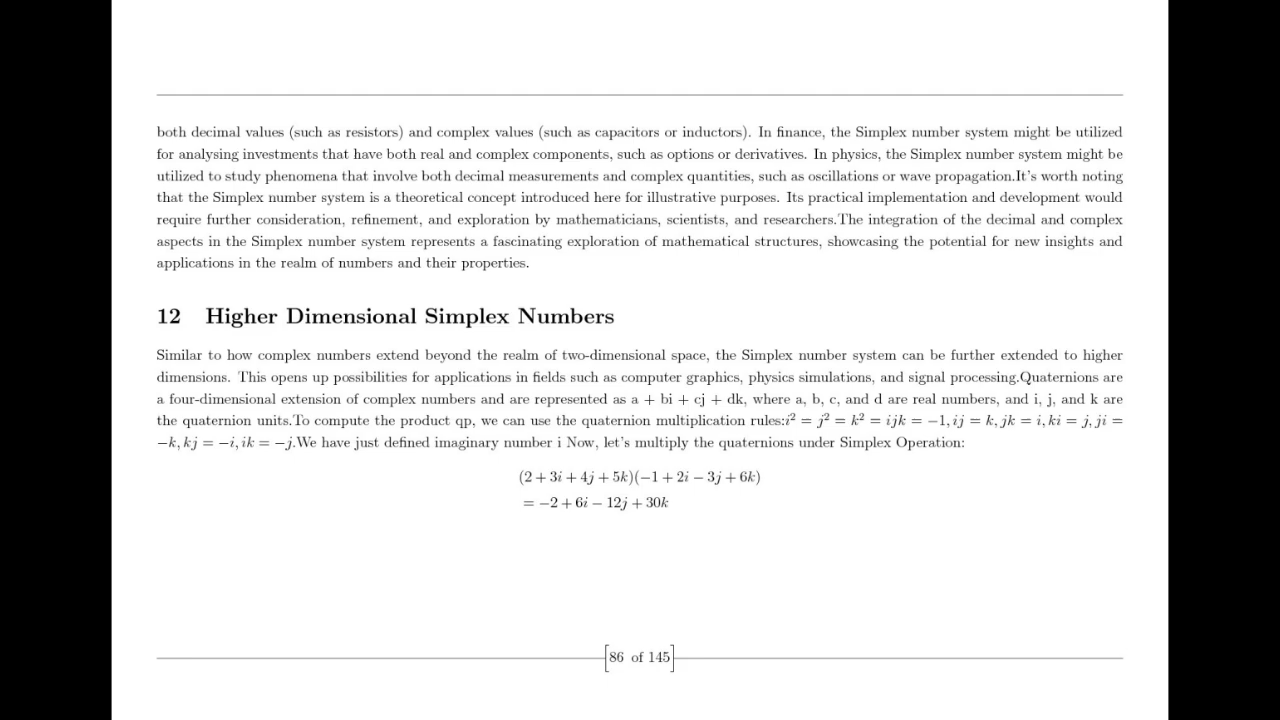 both decimal values (such as resistors) and complex values (such as capacitors or inductors). In finance, the Simplex number system might be utilized
for analysing investments that have both real and complex components, such as options or derivatives. In physics, the Simplex number system might be
utilized to study phenomena that involve both decimal measurements and complex quantities, such as oscillations or wave propagation.It's worth noting
that the Simplex number system is a theoretical concept introduced here for illustrative purposes. Its practical implementation and development would
require further consideration, refinement, and exploration by mathematicians, scientists, and researchers.The integration of the decimal and complex
aspects in the Simplex number system represents a fascinating exploration of mathematical structures, showcasing the potential for new insights and
applications in the realm of numbers and their properties.
12 Higher Dimensional Simplex Numbers
Similar to how complex numbers extend beyond the realm of two-dimensional space, the Simplex number system can be further extended to higher
dimensions. This opens up possibilities for applications in fields such as computer graphics, physics simulations, and signal processing.Quaternions are
a four-dimensional extension of complex numbers and are represented as a + bi + cj + dk, where a, b, c, and d are real numbers, and i, j, and k are
the quaternion units.To compute the product qp, we can use the quaternion multiplication rules:i² = j² = k² = ijk = −1, ij = k, jk = i, ki = j, ji =
−k, kj = −i, ik = −j.We have just defined imaginary number i Now, let's multiply the quaternions under Simplex Operation:
(2 + 3i + 4j + 5k)(−1 + 2i − 3j + 6k)
= −2 + 6i − 12j + 30k
86 of 145